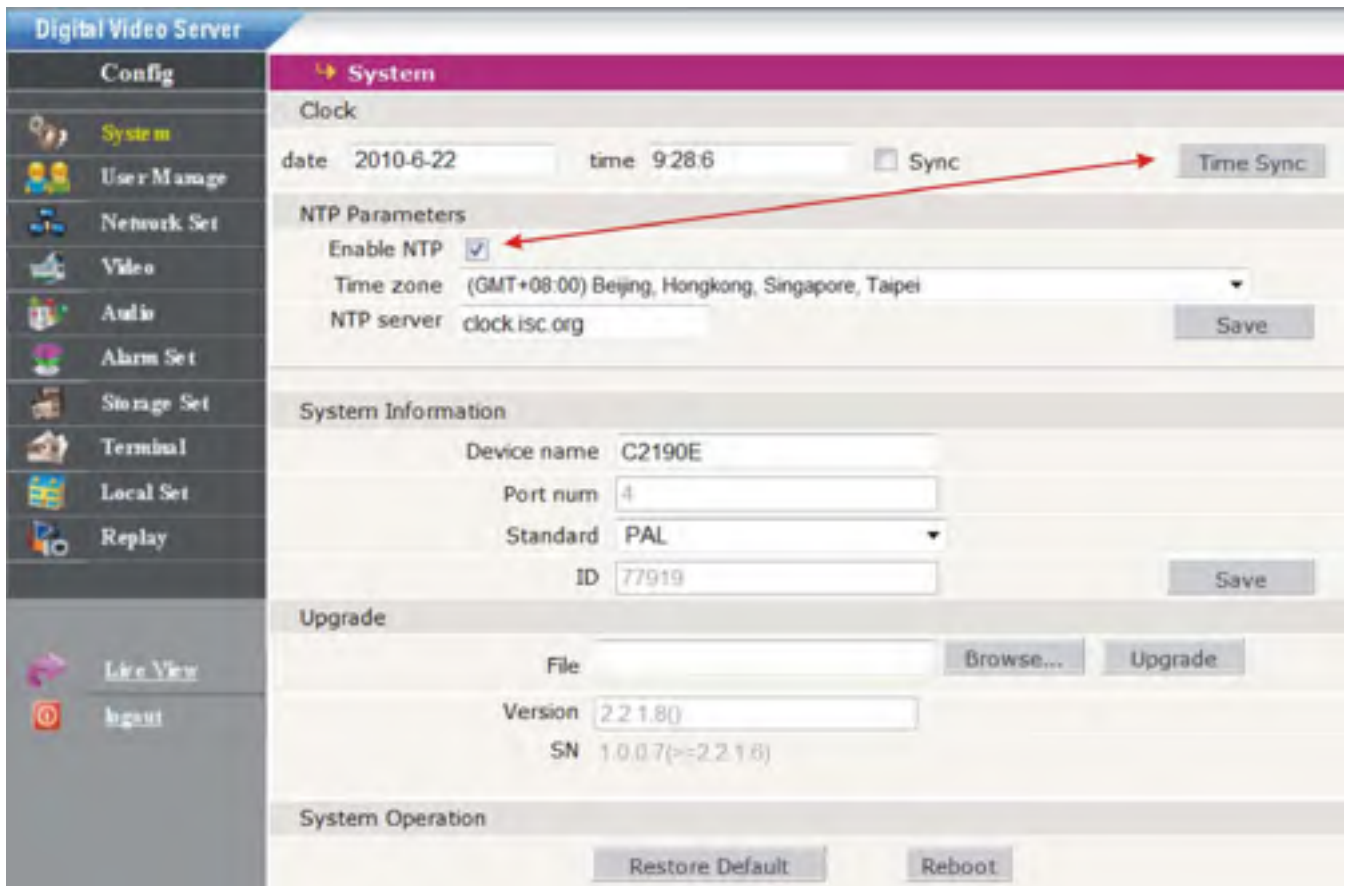 Digital Video Server
Config
System
User Manage
Network Set
Video
Audio
Alarm Set
Storage Set
Terminal
Local Set
Replay
Live View
logout
System
Clock
date 2010-6-22 time 9:28:6 Sync Time Sync
NTP Parameters
Enable NTP
Time zone (GMT+08:00) Beijing, Hongkong, Singapore, Taipei
NTP server clock.isc.org Save
System Information
Device name C2190E
Port num 4
Standard PAL
ID 77919 Save
Upgrade
File Browse... Upgrade
Version 2.2.1.8()
SN 1.0.0.7(>=2.2.1.6)
System Operation
Restore Default Reboot